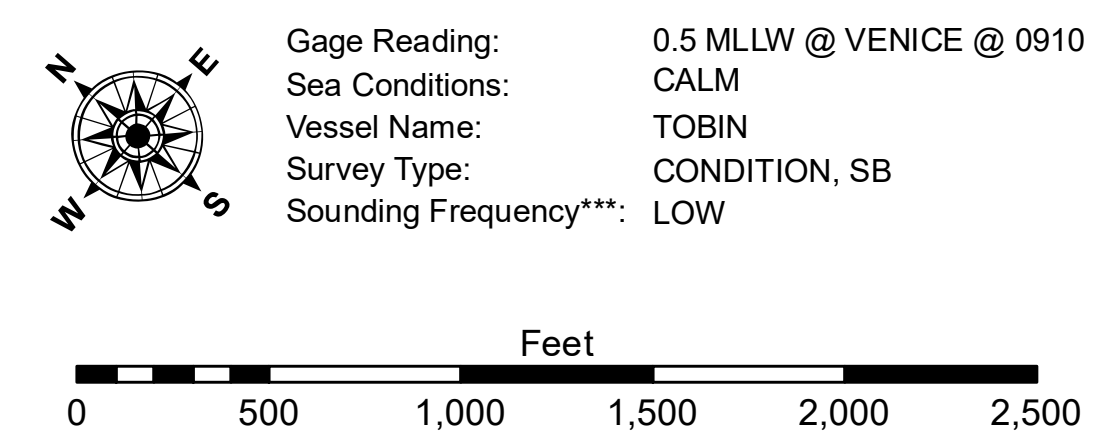 N E
W S
Gage Reading: 0.5 MLLW @ VENICE @ 0910
Sea Conditions: CALM
Vessel Name: TOBIN
Survey Type: CONDITION, SB
Sounding Frequency***: LOW
Feet
0 500 1,000 1,500 2,000 2,500